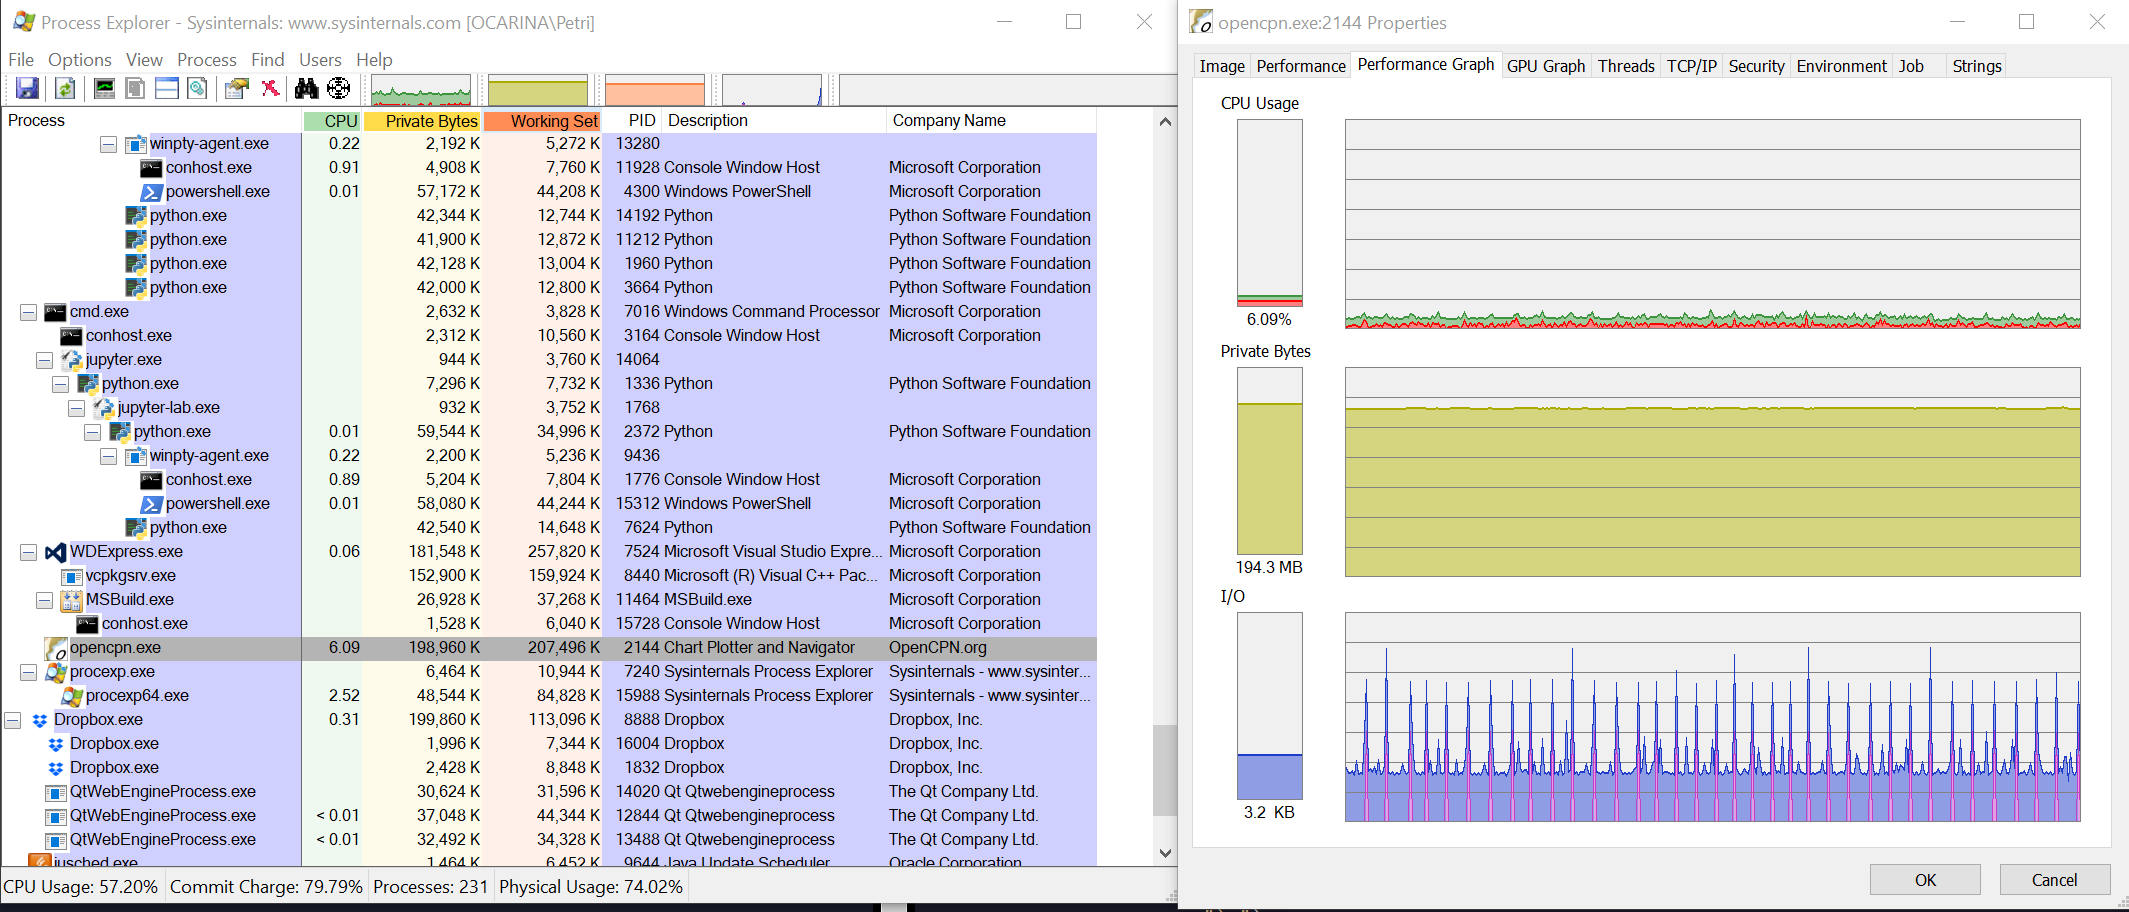 Process Explorer - Sysinternals: www.sysinternals.com [OCARINA\Petri]
File Options View Process Find Users Help
Process CPU Private Bytes Working Set PID Description Company Name
winpty-agent.exe 0.22 2,192 K 5,272 K 13280
conhost.exe 0.91 4,908 K 7,760 K 11928 Console Window Host Microsoft Corporation
powershell.exe 0.01 57,172 K 44,208 K 4300 Windows PowerShell Microsoft Corporation
python.exe 42,344 K 12,744 K 14192 Python Python Software Foundation
python.exe 41,900 K 12,872 K 11212 Python Python Software Foundation
python.exe 42,128 K 13,004 K 1960 Python Python Software Foundation
python.exe 42,000 K 12,800 K 3664 Python Python Software Foundation
cmd.exe 2,632 K 3,828 K 7016 Windows Command Processor Microsoft Corporation
conhost.exe 2,312 K 10,560 K 3164 Console Window Host Microsoft Corporation
jupyter.exe 944 K 3,760 K 14064
python.exe 7,296 K 7,732 K 1336 Python Python Software Foundation
jupyter-lab.exe 932 K 3,752 K 1768
python.exe 0.01 59,544 K 34,996 K 2372 Python Python Software Foundation
winpty-agent.exe 0.22 2,200 K 5,236 K 9436
conhost.exe 0.89 5,204 K 7,804 K 1776 Console Window Host Microsoft Corporation
powershell.exe 0.01 58,080 K 44,244 K 15312 Windows PowerShell Microsoft Corporation
python.exe 42,540 K 14,648 K 7624 Python Python Software Foundation
WDExpress.exe 0.06 181,548 K 257,820 K 7524 Microsoft Visual Studio Expre... Microsoft Corporation
vcpkgsrv.exe 152,900 K 159,924 K 8440 Microsoft (R) Visual C++ Pac... Microsoft Corporation
MSBuild.exe 26,928 K 37,268 K 11464 MSBuild.exe Microsoft Corporation
conhost.exe 1,528 K 6,040 K 15728 Console Window Host Microsoft Corporation
opencpn.exe 6.09 198,960 K 207,496 K 2144 Chart Plotter and Navigator OpenCPN.org
procexp.exe 6,464 K 10,944 K 7240 Sysinternals Process Explorer Sysinternals - www.sysinter...
procexp64.exe 2.52 48,544 K 84,828 K 15988 Sysinternals Process Explorer Sysinternals - www.sysinter...
Dropbox.exe 0.31 199,860 K 113,096 K 8888 Dropbox Dropbox, Inc.
Dropbox.exe 1,996 K 7,344 K 16004 Dropbox Dropbox, Inc.
Dropbox.exe 2,428 K 8,848 K 1832 Dropbox Dropbox, Inc.
QtWebEngineProcess.exe 30,624 K 31,596 K 14020 Qt Qtwebengineprocess The Qt Company Ltd.
QtWebEngineProcess.exe < 0.01 37,048 K 44,344 K 12844 Qt Qtwebengineprocess The Qt Company Ltd.
QtWebEngineProcess.exe < 0.01 32,492 K 34,328 K 13488 Qt Qtwebengineprocess The Qt Company Ltd.
jusched.exe 1,464 K 6,452 K 9644 Java Update Scheduler Oracle Corporation
CPU Usage: 57.20% Commit Charge: 79.79% Processes: 231 Physical Usage: 74.02%
opencpn.exe:2144 Properties
Image Performance Performance Graph GPU Graph Threads TCP/IP Security Environment Job Strings
CPU Usage
6.09%
Private Bytes
194.3 MB
I/O
3.2 KB
OK Cancel